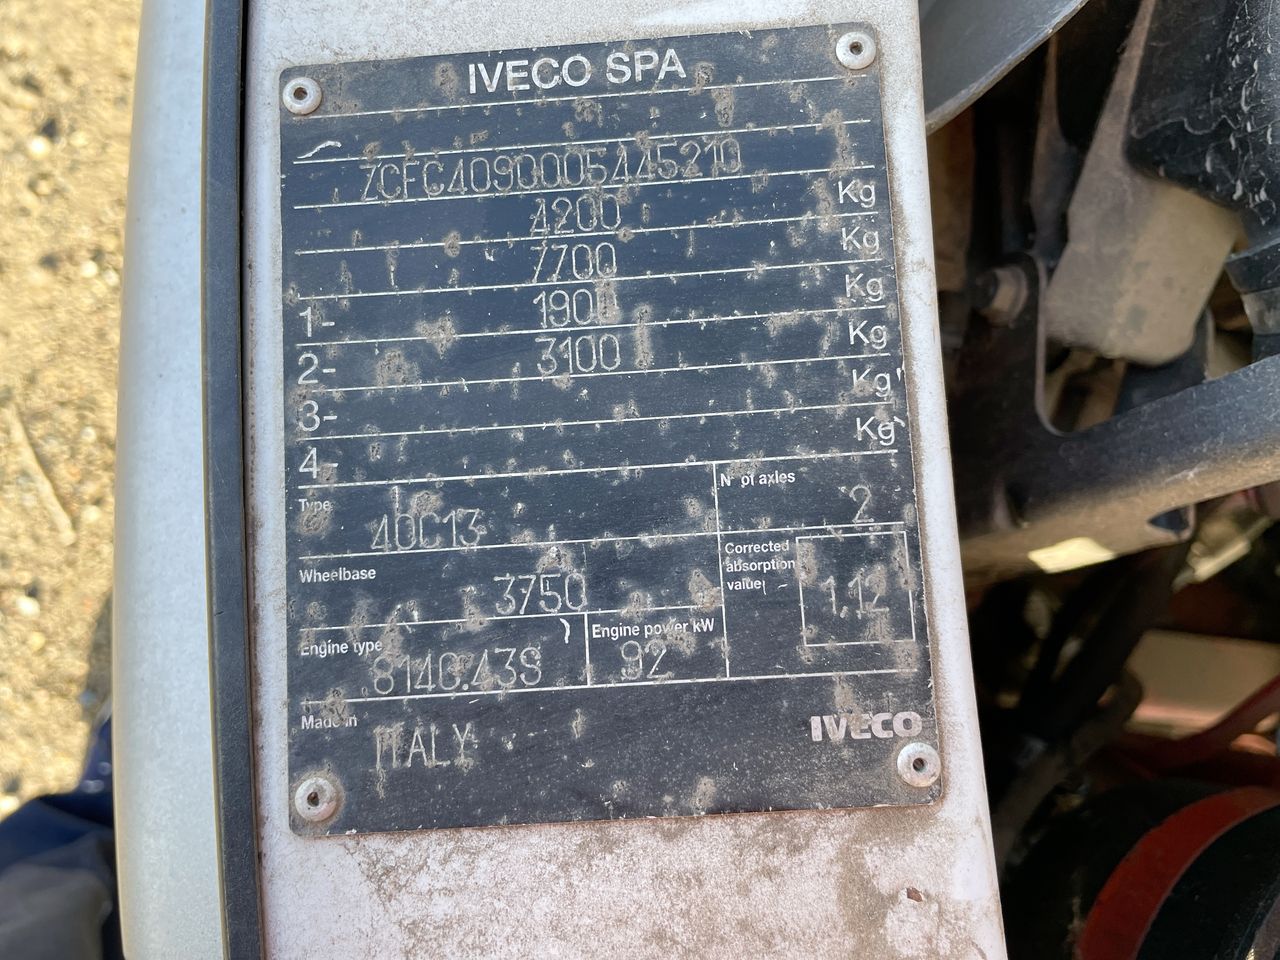 IVECO SPA
ZCFC4090005445210
4200 Kg
7700 Kg
1- 1900 Kg
2- 3100 Kg
3- Kg
4- Kg
Type 40C13
N° of axles 2
Wheelbase 3750
Corrected absorption value 1.12
Engine type 8140.43S
Engine power kW 92
Made in ITALY
IVECO